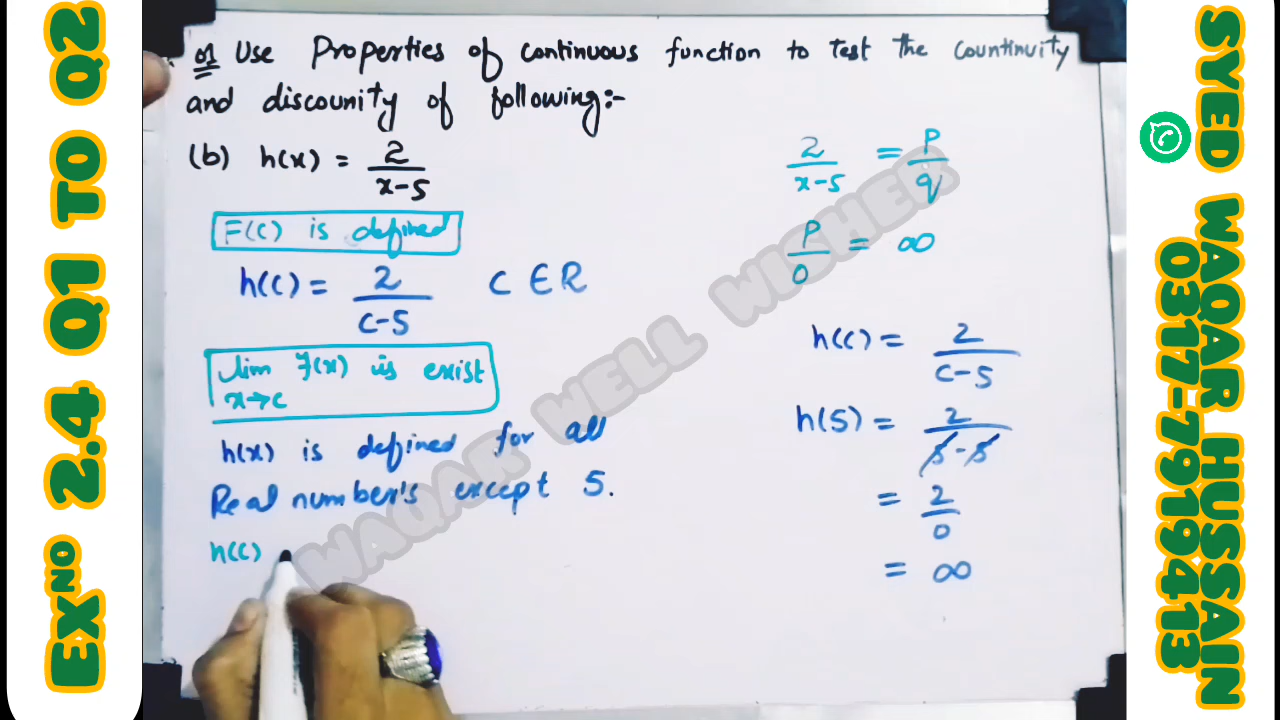 EXNO 2.4 Q1 TO Q2
Q1 Use Properties of continuous function to test the Countinuity
and discounity of following:-
(b) h(x) = 2/(x-5)
F(c) is defined
h(c) = 2/(c-5) C ∈ R
lim f(x) is exist
x→c
h(x) is defined for all
Real number's except 5.
h(c)
2/(x-5) = P/q
P/0 = ∞
h(c) = 2/(c-5)
h(5) = 2/(5-5)
= 2/0
= ∞
WAQAR WELL WISHER
SYED WAQAR HUSSAIN
0317-7919413